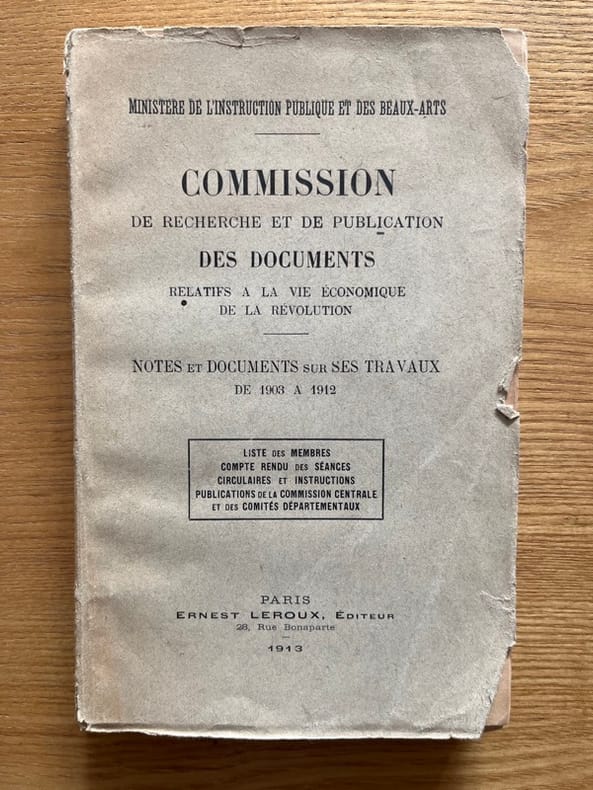 MINISTERE DE L'INSTRUCTION PUBLIQUE ET DES BEAUX-ARTS
COMMISSION
DE RECHERCHE ET DE PUBLICATION
DES DOCUMENTS
RELATIFS A LA VIE ÉCONOMIQUE
DE LA RÉVOLUTION
NOTES ET DOCUMENTS SUR SES TRAVAUX
DE 1903 A 1912
LISTE DES MEMBRES
COMPTE RENDU DES SÉANCES
CIRCULAIRES ET INSTRUCTIONS
PUBLICATIONS DE LA COMMISSION CENTRALE
ET DES COMITÉS DÉPARTEMENTAUX
PARIS
ERNEST LEROUX, ÉDITEUR
28, Rue Bonaparte
1913